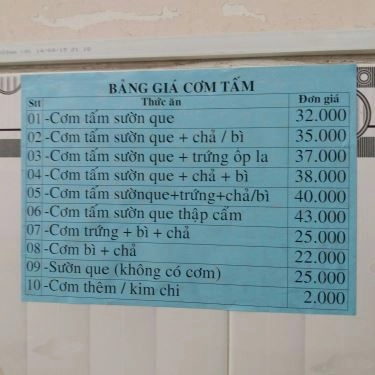 BẢNG GIÁ CƠM TẤM
Stt Thức ăn Đơn giá
01 -Cơm tấm sườn que 32.000
02 -Cơm tấm sườn que + chả / bì 35.000
03 -Cơm tấm sườn que + trứng ôp la 37.000
04 -Cơm tấm sườn que + chả + bì 38.000
05 -Cơm tấm sườnque+trứng+chả/bì 40.000
06 -Cơm tấm sườn que thập cẩm 43.000
07 -Cơm trứng + bì + chả 25.000
08 -Cơm bì + chả 22.000
09 -Sườn que (không có cơm) 25.000
10 -Cơm thêm / kim chi 2.000